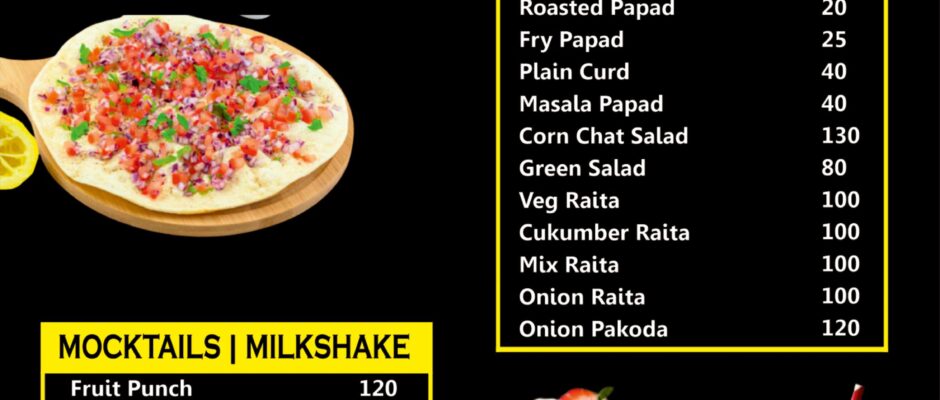 Roasted Papad 20
Fry Papad 25
Plain Curd 40
Masala Papad 40
Corn Chat Salad 130
Green Salad 80
Veg Raita 100
Cukumber Raita 100
Mix Raita 100
Onion Raita 100
Onion Pakoda 120
MOCKTAILS | MILKSHAKE
Fruit Punch 120